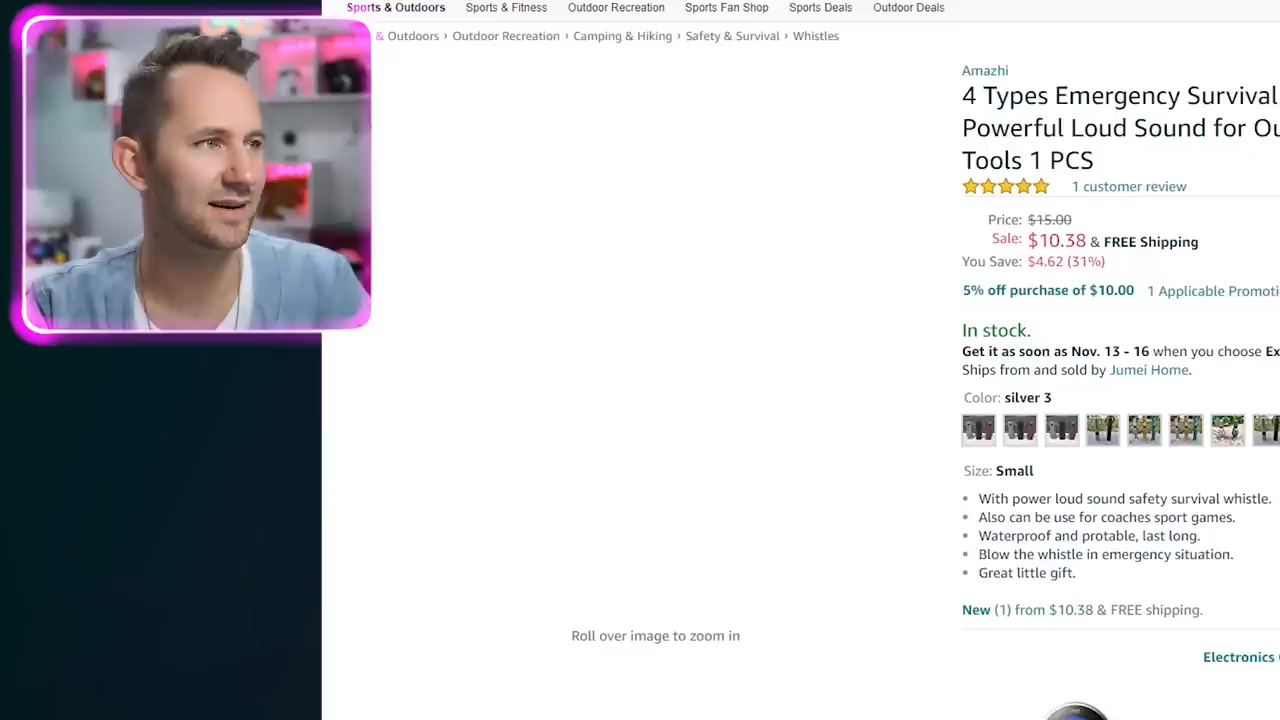 Sports & Outdoors Sports & Fitness Outdoor Recreation Sports Fan Shop Sports Deals Outdoor Deals
& Outdoors › Outdoor Recreation › Camping & Hiking › Safety & Survival › Whistles
Amazhi
4 Types Emergency Survival
Powerful Loud Sound for
Tools 1 PCS
1 customer review
Price: $15.00
Sale: $10.38 & FREE Shipping
You Save: $4.62 (31%)
5% off purchase of $10.00 1 Applicable
In stock.
Get it as soon as Nov. 13 - 16 when you choose
Ships from and sold by Jumei Home.
Color: silver 3
Size: Small
• With power loud sound safety survival whistle.
• Also can be use for coaches sport games.
• Waterproof and protable, last long.
• Blow the whistle in emergency situation.
• Great little gift.
New (1) from $10.38 & FREE shipping.
Roll over image to zoom in
Electronics